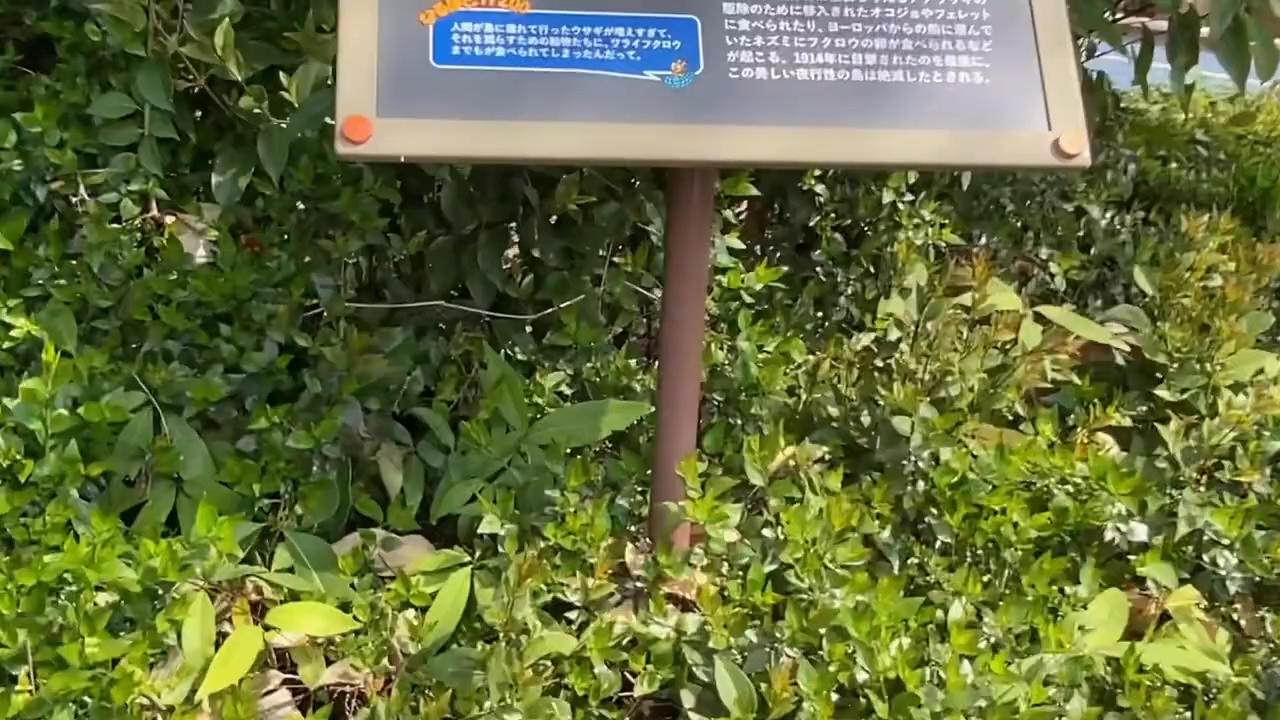 人間が島に連れて行ったウサギが増えすぎて、
それを減らすための動物たちに、ワライフクロウ
までもが食べられてしまったんだって。
駆除のために移入されたオコジョやフェレット
に食べられたり、ヨーロッパからの船に潜んで
いたネズミにフクロウの卵が食べられるなど
が起こる。1914年に目撃されたのを最後に、
この美しい夜行性の鳥は絶滅したとされる。